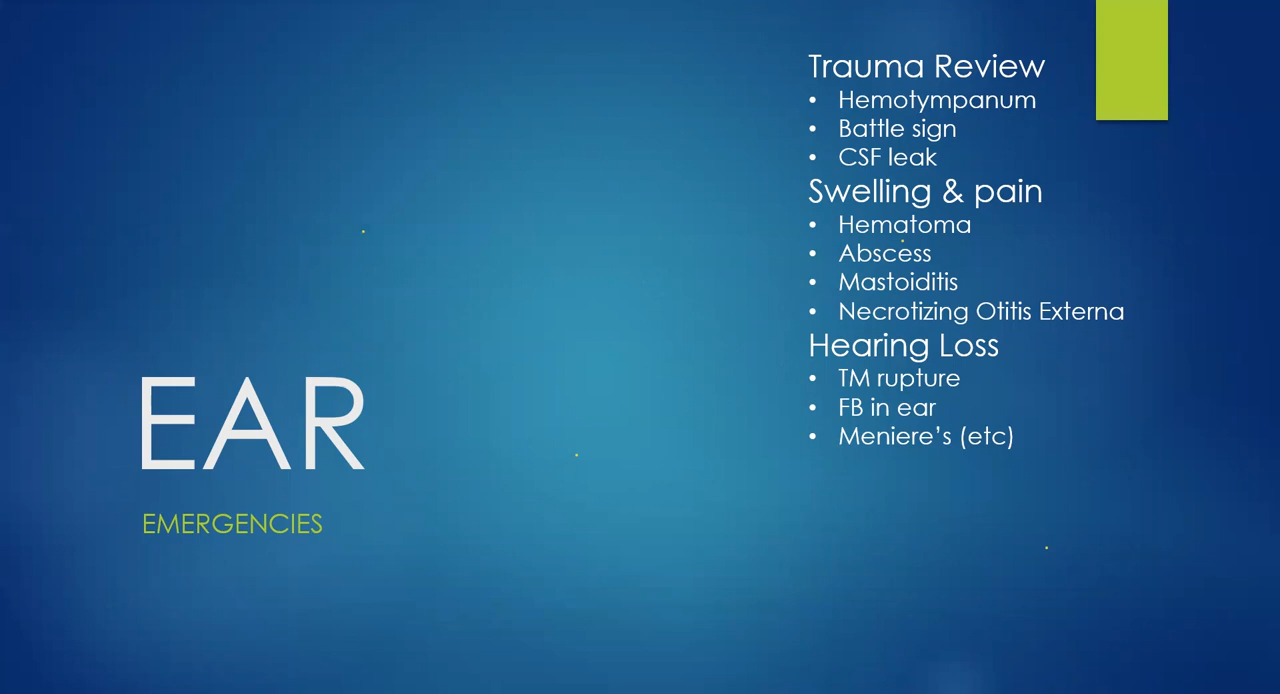 EAR
EMERGENCIES
Trauma Review
• Hemotympanum
• Battle sign
• CSF leak
Swelling & pain
• Hematoma
• Abscess
• Mastoiditis
• Necrotizing Otitis Externa
Hearing Loss
• TM rupture
• FB in ear
• Meniere’s (etc)